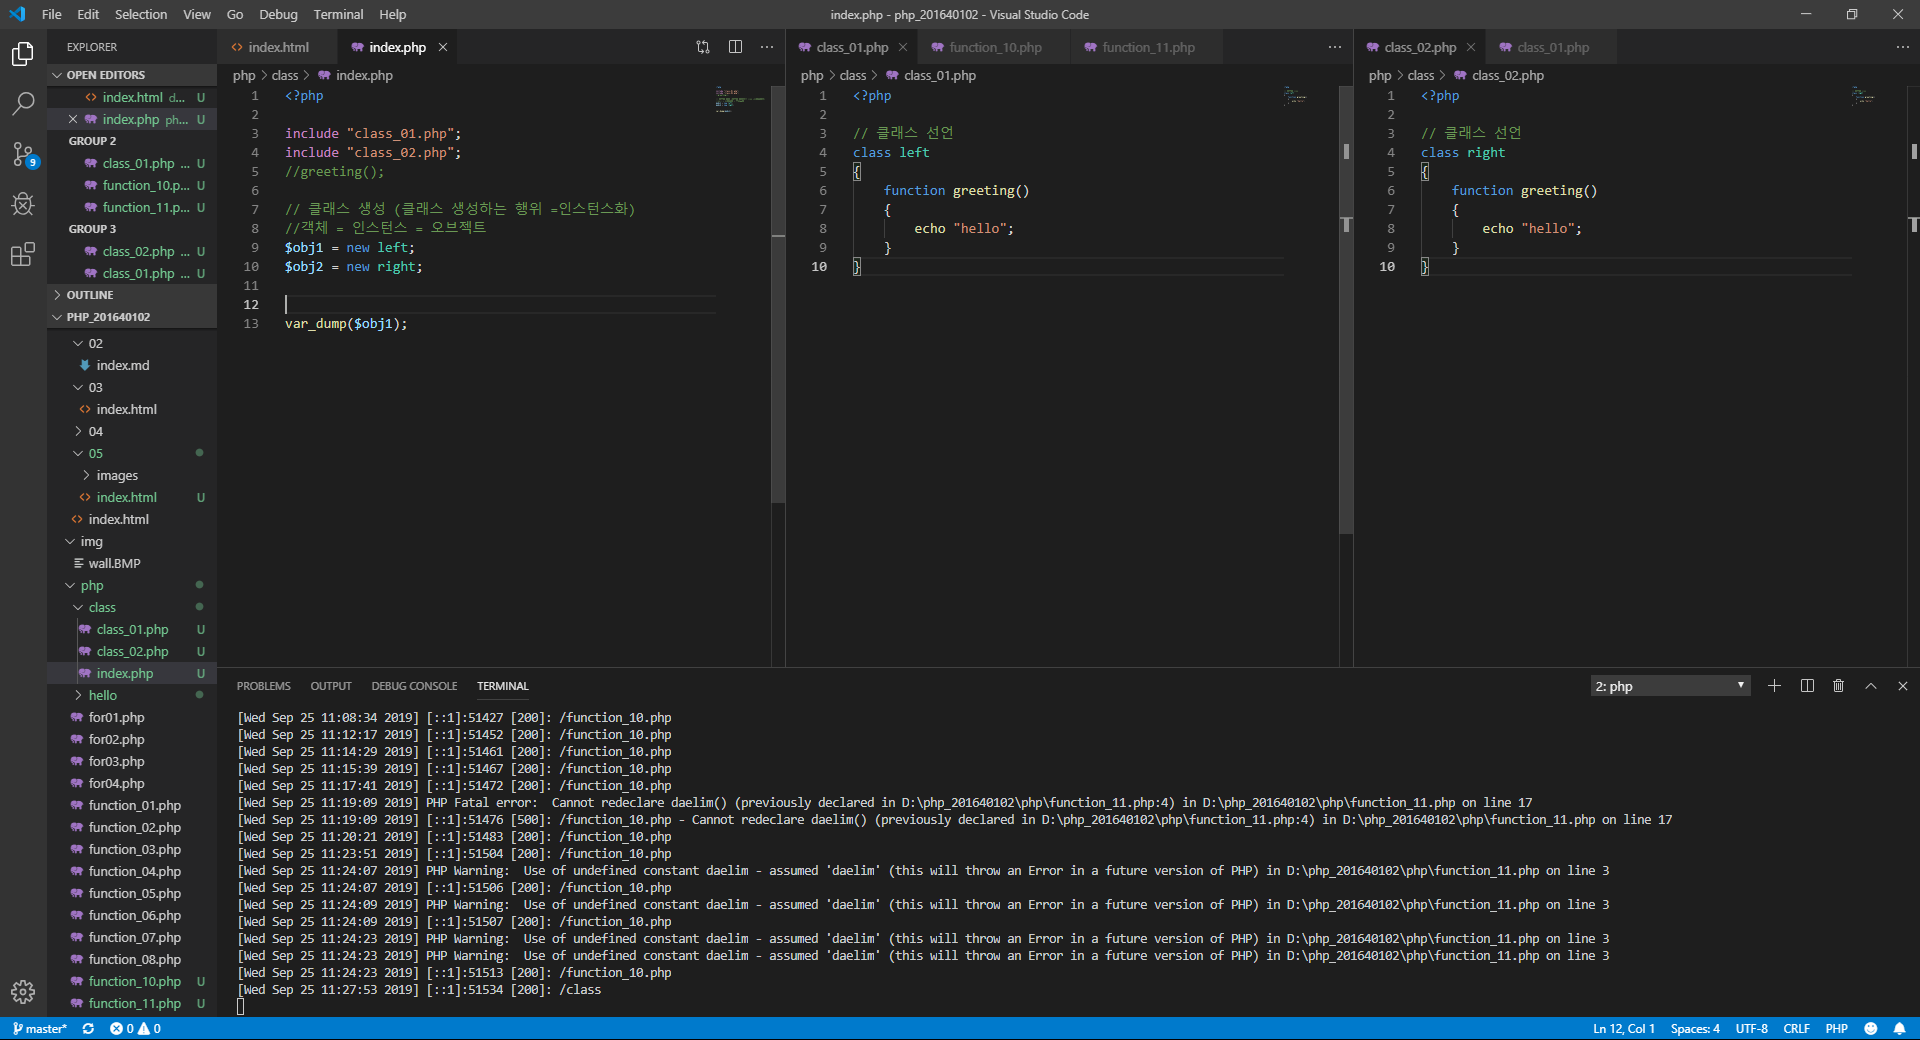 File Edit Selection View Go Debug Terminal Help
index.php - php_201640102 - Visual Studio Code
EXPLORER
OPEN EDITORS
index.html d... U
index.php ph... U
GROUP 2
class_01.php ... U
function_10.p... U
function_11.p... U
GROUP 3
class_02.php ... U
class_01.php ... U
OUTLINE
PHP_201640102
02
index.md
03
index.html
04
05
images
index.html U
index.html
img
wall.BMP
php
class
class_01.php U
class_02.php U
index.php U
hello
for01.php
for02.php
for03.php
for04.php
function_01.php
function_02.php
function_03.php
function_04.php
function_05.php
function_06.php
function_07.php
function_08.php
function_10.php U
function_11.php U
9
index.html index.php
php > class > index.php
1 <?php
2
3 include "class_01.php";
4 include "class_02.php";
5 //greeting();
6
7 // 클래스 생성 (클래스 생성하는 행위 =인스턴스화)
8 //객체 = 인스턴스 = 오브젝트
9 $obj1 = new left;
10 $obj2 = new right;
11
12
13 var_dump($obj1);
class_01.php function_10.php function_11.php
php > class > class_01.php
1 <?php
2
3 // 클래스 선언
4 class left
5 {
6 function greeting()
7 {
8 echo "hello";
9 }
10 }
class_02.php class_01.php
php > class > class_02.php
1 <?php
2
3 // 클래스 선언
4 class right
5 {
6 function greeting()
7 {
8 echo "hello";
9 }
10 }
PROBLEMS OUTPUT DEBUG CONSOLE TERMINAL
2: php
[Wed Sep 25 11:08:34 2019] [::1]:51427 [200]: /function_10.php
[Wed Sep 25 11:12:17 2019] [::1]:51452 [200]: /function_10.php
[Wed Sep 25 11:14:29 2019] [::1]:51461 [200]: /function_10.php
[Wed Sep 25 11:15:39 2019] [::1]:51467 [200]: /function_10.php
[Wed Sep 25 11:17:41 2019] [::1]:51472 [200]: /function_10.php
[Wed Sep 25 11:19:09 2019] PHP Fatal error:  Cannot redeclare daelim() (previously declared in D:\php_201640102\php\function_11.php:4) in D:\php_201640102\php\function_11.php on line 17
[Wed Sep 25 11:19:09 2019] [::1]:51476 [500]: /function_10.php - Cannot redeclare daelim() (previously declared in D:\php_201640102\php\function_11.php:4) in D:\php_201640102\php\function_11.php on line 17
[Wed Sep 25 11:20:21 2019] [::1]:51483 [200]: /function_10.php
[Wed Sep 25 11:23:51 2019] [::1]:51504 [200]: /function_10.php
[Wed Sep 25 11:24:07 2019] PHP Warning:  Use of undefined constant daelim - assumed 'daelim' (this will throw an Error in a future version of PHP) in D:\php_201640102\php\function_11.php on line 3
[Wed Sep 25 11:24:07 2019] [::1]:51506 [200]: /function_10.php
[Wed Sep 25 11:24:09 2019] PHP Warning:  Use of undefined constant daelim - assumed 'daelim' (this will throw an Error in a future version of PHP) in D:\php_201640102\php\function_11.php on line 3
[Wed Sep 25 11:24:09 2019] [::1]:51507 [200]: /function_10.php
[Wed Sep 25 11:24:23 2019] PHP Warning:  Use of undefined constant daelim - assumed 'daelim' (this will throw an Error in a future version of PHP) in D:\php_201640102\php\function_11.php on line 3
[Wed Sep 25 11:24:23 2019] PHP Warning:  Use of undefined constant daelim - assumed 'daelim' (this will throw an Error in a future version of PHP) in D:\php_201640102\php\function_11.php on line 3
[Wed Sep 25 11:24:23 2019] [::1]:51513 [200]: /function_10.php
[Wed Sep 25 11:27:53 2019] [::1]:51534 [200]: /class
master* 0 0
Ln 12, Col 1 Spaces: 4 UTF-8 CRLF PHP